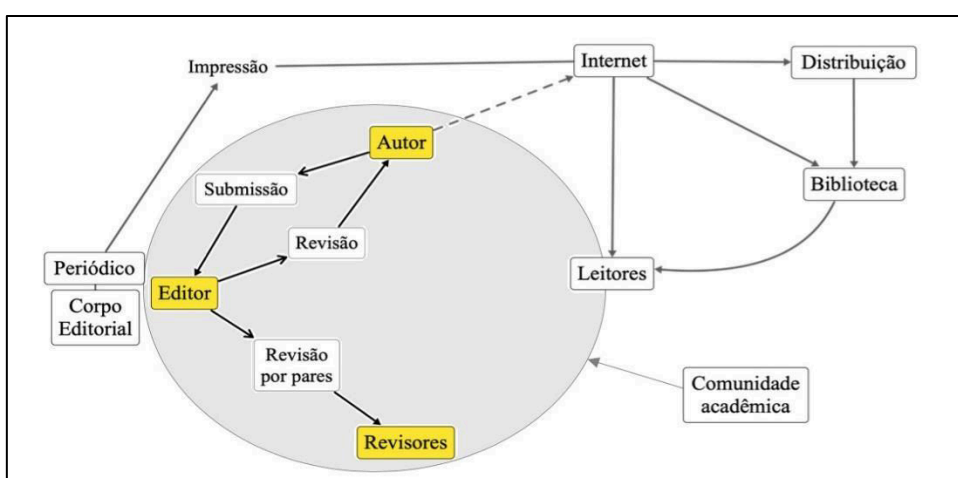 Impressão
Internet
Distribuição
Autor
Submissão
Biblioteca
Revisão
Periódico
Corpo
Editorial
Editor
Leitores
Revisão
por pares
Comunidade
acadêmica
Revisores